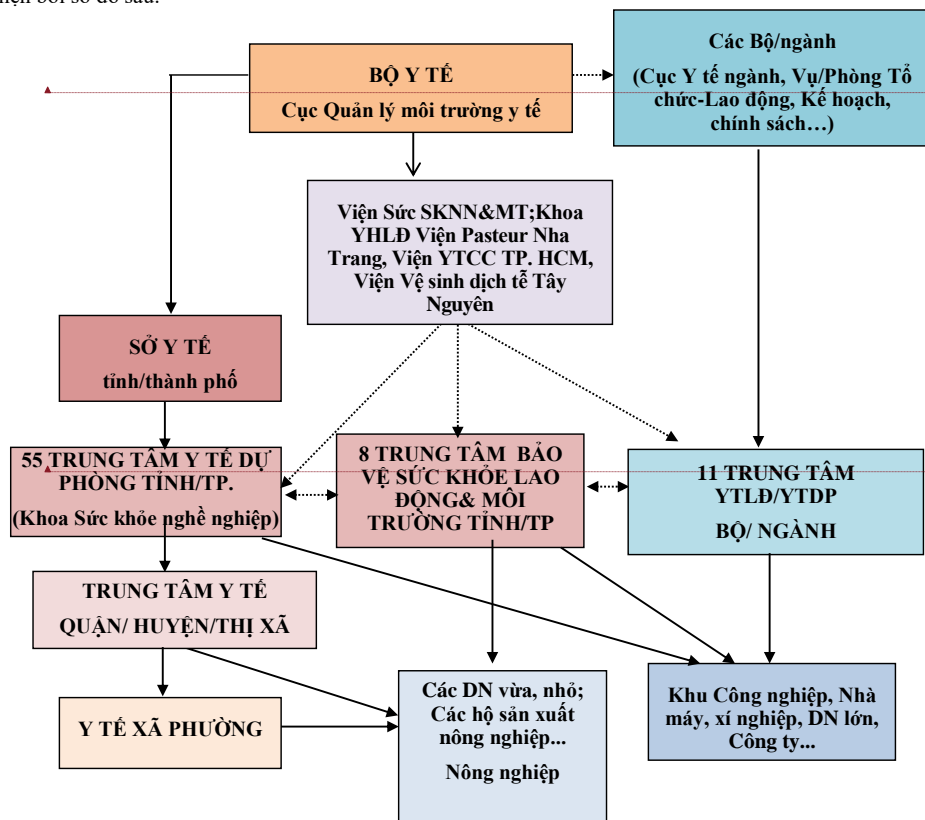 BỘ Y TẾ
Cục Quản lý môi trường y tế
Các Bộ/ngành
(Cục Y tế ngành, Vụ/Phòng Tổ
chức-Lao động, Kế hoạch,
chính sách…)
Viện Sức SKNN&MT;Khoa
YHLĐ Viện Pasteur Nha
Trang, Viện YTCC TP. HCM,
Viện Vệ sinh dịch tễ Tây
Nguyên
SỞ Y TẾ
tỉnh/thành phố
55 TRUNG TÂM Y TẾ DỰ
PHÒNG TỈNH/TP.
(Khoa Sức khỏe nghề nghiệp)
8 TRUNG TÂM BẢO
VỆ SỨC KHỎE LAO
ĐỘNG& MÔI
TRƯỜNG TỈNH/TP
11 TRUNG TÂM
YTLĐ/YTDP
BỘ/ NGÀNH
TRUNG TÂM Y TẾ
QUẬN/ HUYỆN/THỊ XÃ
Y TẾ XÃ PHƯỜNG
Các DN vừa, nhỏ;
Các hộ sản xuất
nông nghiệp...
Nông nghiệp
Khu Công nghiệp, Nhà
máy, xí nghiệp, DN lớn,
Công ty...